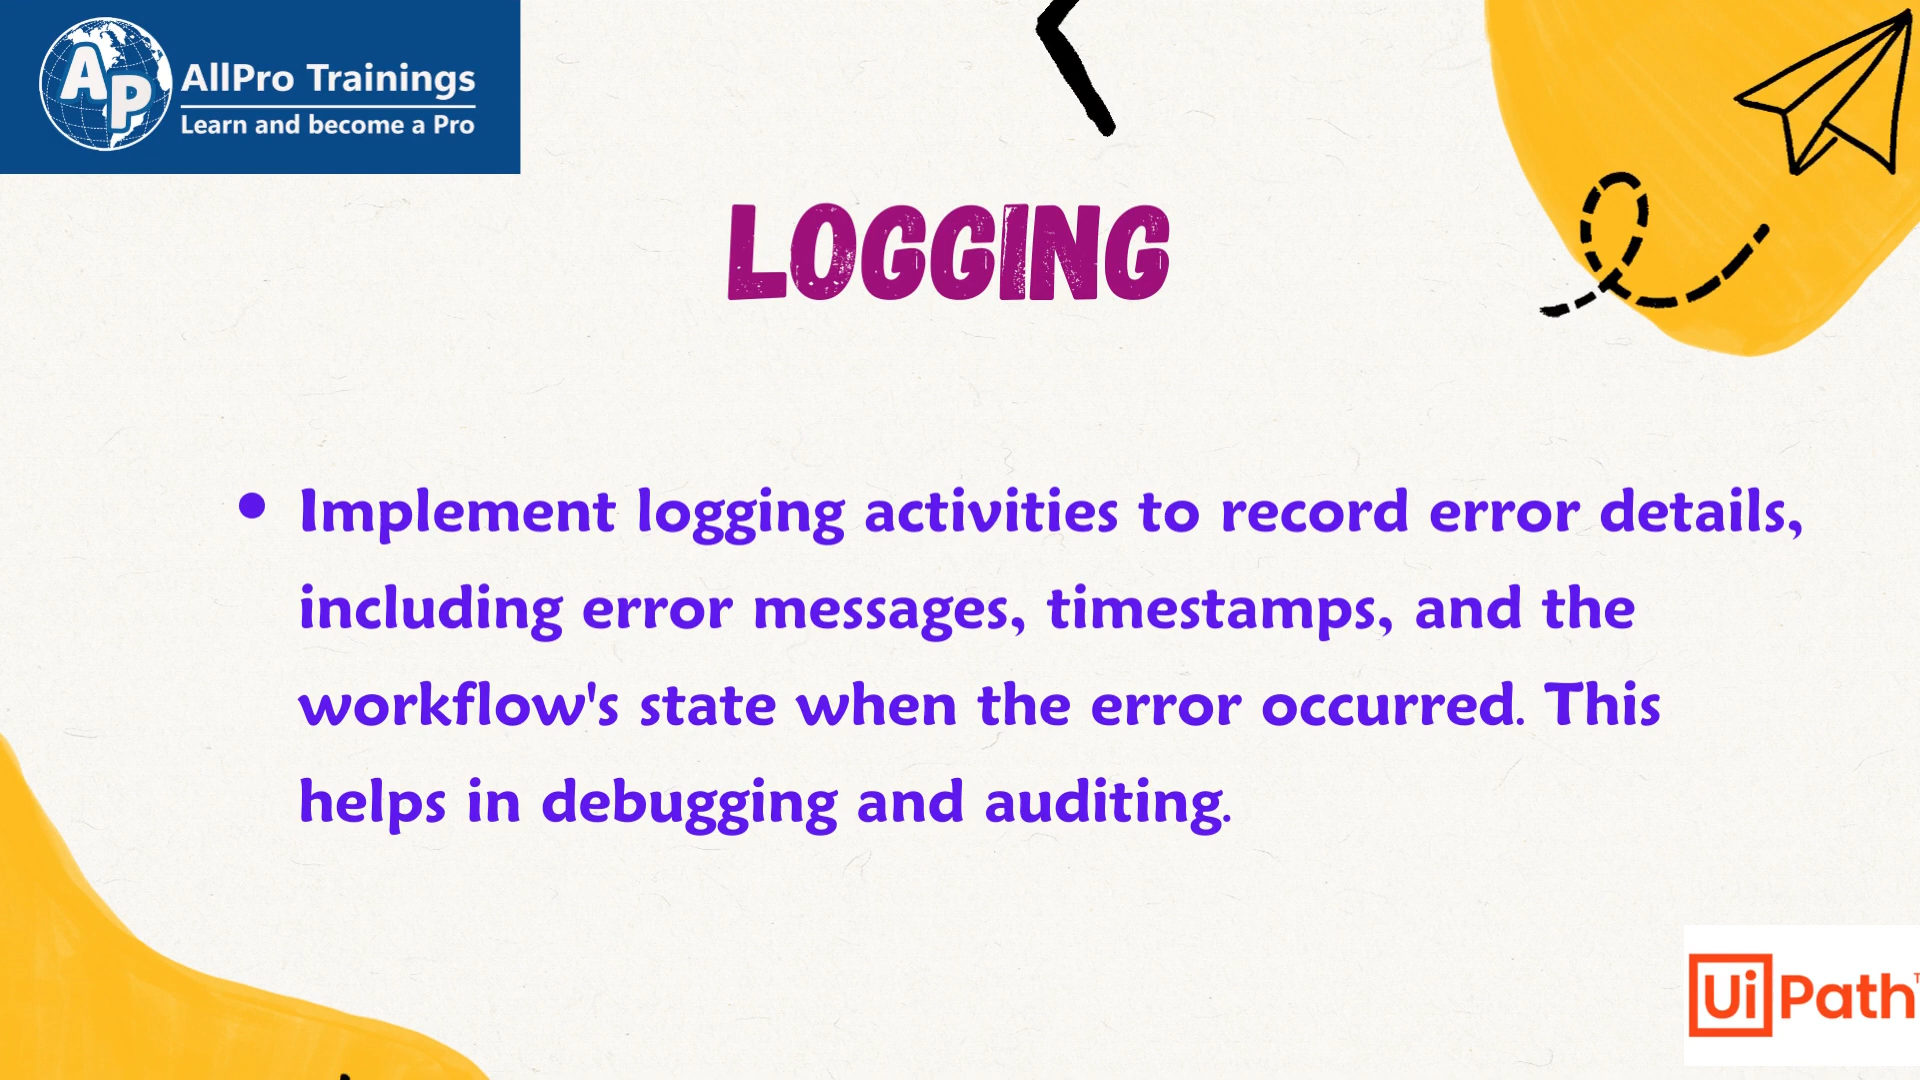 AP
AllPro Trainings
Learn and become a Pro
LOGGING
• Implement logging activities to record error details,
including error messages, timestamps, and the
workflow's state when the error occurred. This
helps in debugging and auditing.
UiPath